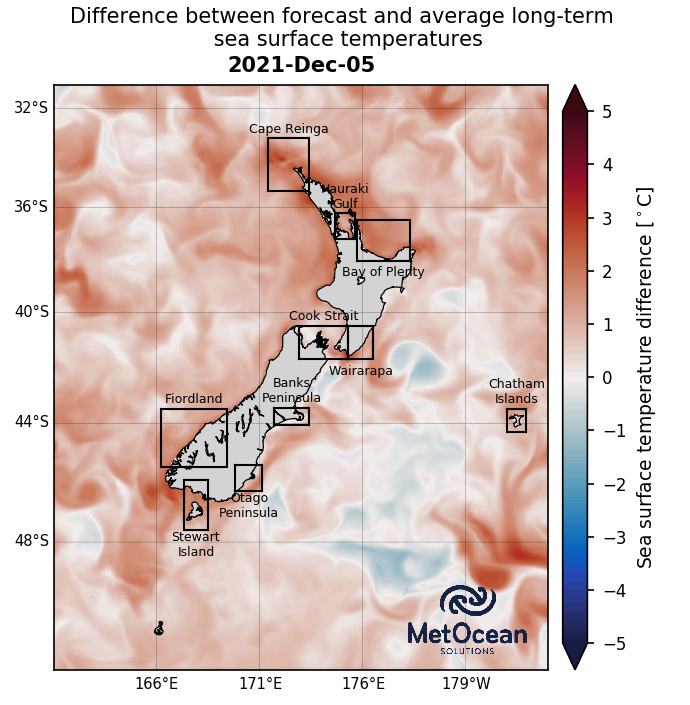 Difference between forecast and average long-term
sea surface temperatures
2021-Dec-05
32°S
36°S
40°S
44°S
48°S
Cape Reinga
Hauraki
Gulf
Bay of Plenty
Cook Strait
Wairarapa
Banks
Peninsula
Fiordland
Chatham
Islands
Otago
Peninsula
Stewart
Island
MetOcean
SOLUTIONS
166°E
171°E
176°E
179°W
5
4
3
2
1
0
−1
−2
−3
−4
−5
Sea surface temperature difference [°C]